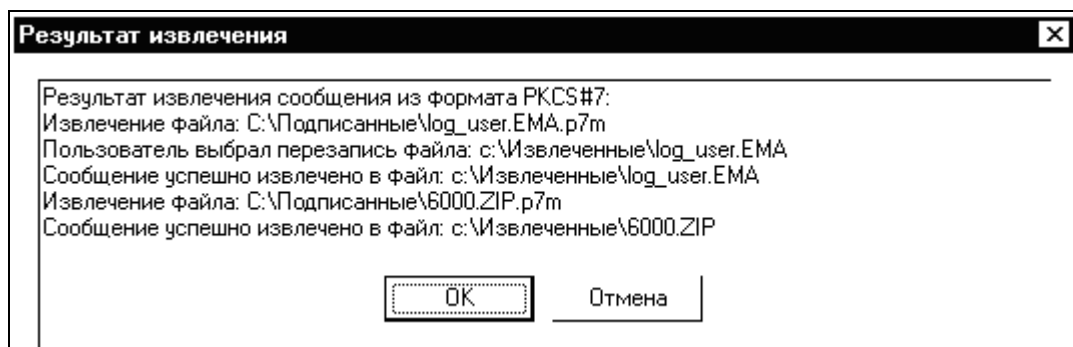 Результат извлечения
Результат извлечения сообщения из формата PKCS#7:
Извлечение файла: C:\Подписанные\log_user.EMA.p7m
Пользователь выбрал перезапись файла: c:\Извлеченные\log_user.EMA
Сообщение успешно извлечено в файл: c:\Извлеченные\log_user.EMA
Извлечение файла: C:\Подписанные\6000.ZIP.p7m
Сообщение успешно извлечено в файл: c:\Извлеченные\6000.ZIP
OK Отмена